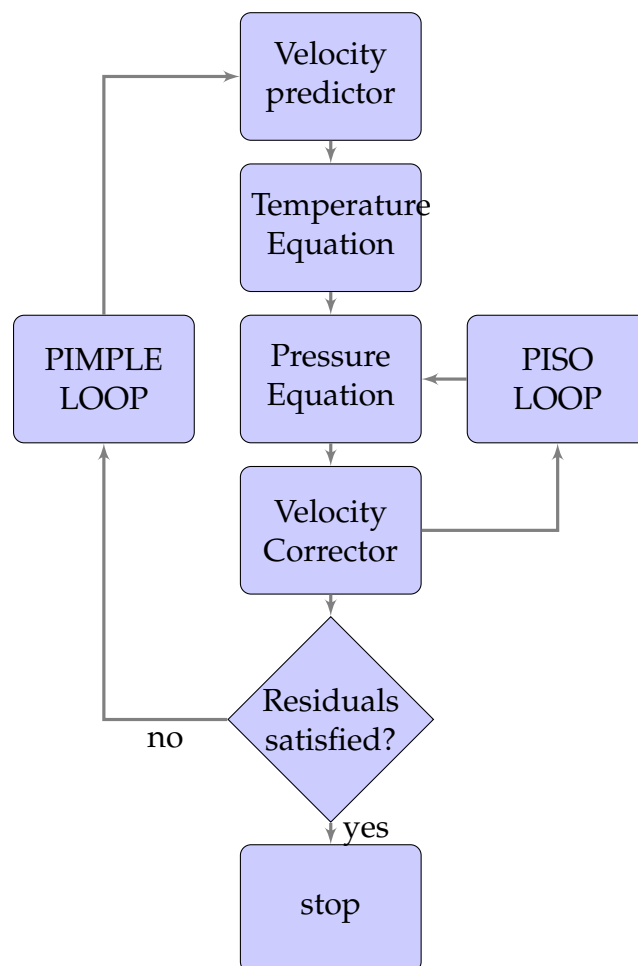 Velocity
predictor
Temperature
Equation
PIMPLE
LOOP
Pressure
Equation
PISO
LOOP
Velocity
Corrector
Residuals
satisfied?
no
yes
stop